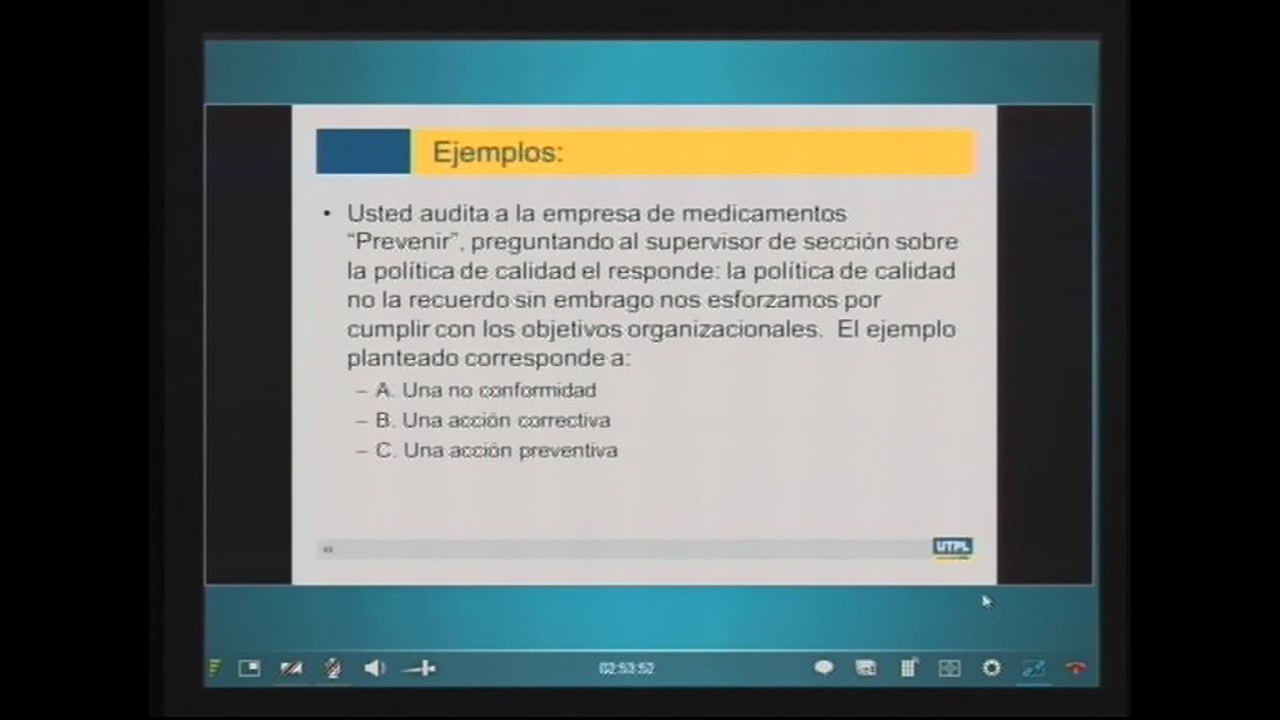 Ejemplos:
• Usted audita a la empresa de medicamentos
“Prevenir”, preguntando al supervisor de sección sobre
la política de calidad el responde: la política de calidad
no la recuerdo sin embrago nos esforzamos por
cumplir con los objetivos organizacionales. El ejemplo
planteado corresponde a:
– A. Una no conformidad
– B. Una acción correctiva
– C. Una acción preventiva
UTPL
02:53:52